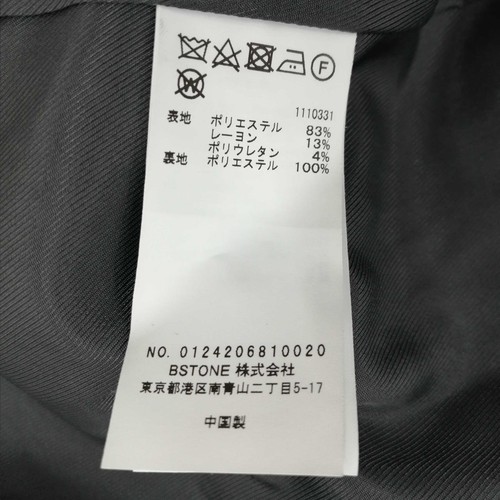 F
W
1110331
表地 ポリエステル 83%
レーヨン 13%
ポリウレタン 4%
裏地 ポリエステル 100%
NO. 0124206810020
BSTONE 株式会社
東京都港区南青山二丁目5-17
中国製